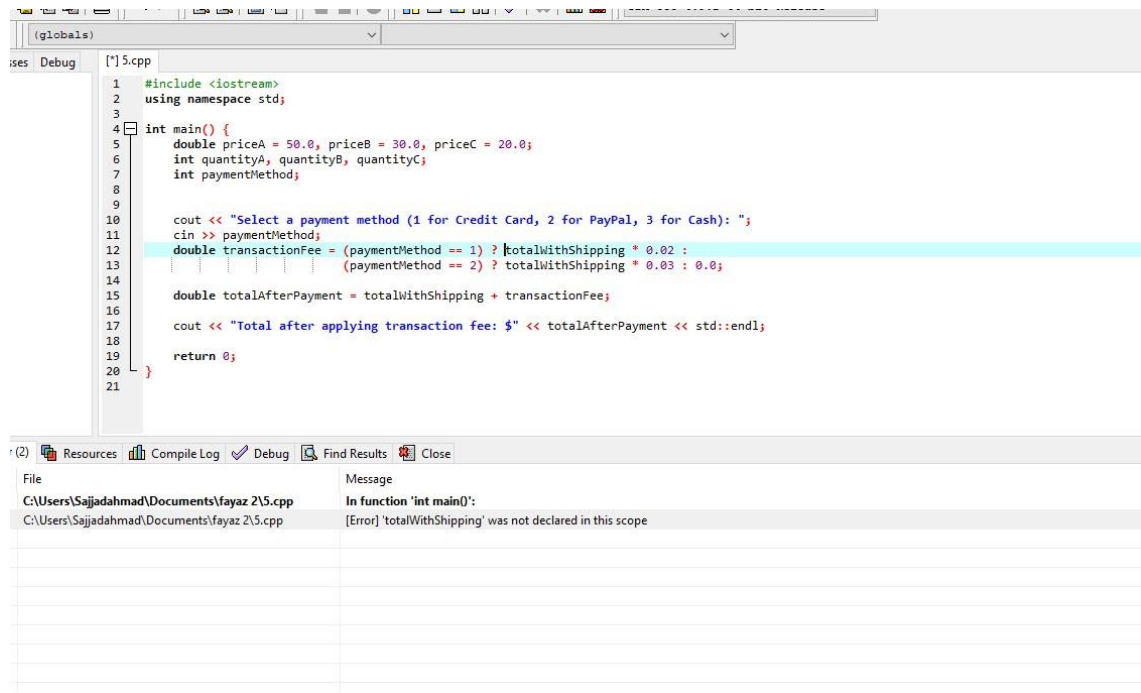 (globals)
sses Debug [*] 5.cpp
1 #include <iostream>
2 using namespace std;
3
4 int main() {
5 double priceA = 50.0, priceB = 30.0, priceC = 20.0;
6 int quantityA, quantityB, quantityC;
7 int paymentMethod;
8
9
10 cout << "Select a payment method (1 for Credit Card, 2 for PayPal, 3 for Cash): ";
11 cin >> paymentMethod;
12 double transactionFee = (paymentMethod == 1) ? totalWithShipping * 0.02 :
13 (paymentMethod == 2) ? totalWithShipping * 0.03 : 0.0;
14
15 double totalAfterPayment = totalWithShipping + transactionFee;
16
17 cout << "Total after applying transaction fee: $" << totalAfterPayment << std::endl;
18
19 return 0;
20 }
21
r (2) Resources Compile Log Debug Find Results Close
File Message
C:\Users\Sajjadahmad\Documents\fayaz 2\5.cpp In function 'int main()':
C:\Users\Sajjadahmad\Documents\fayaz 2\5.cpp [Error] 'totalWithShipping' was not declared in this scope